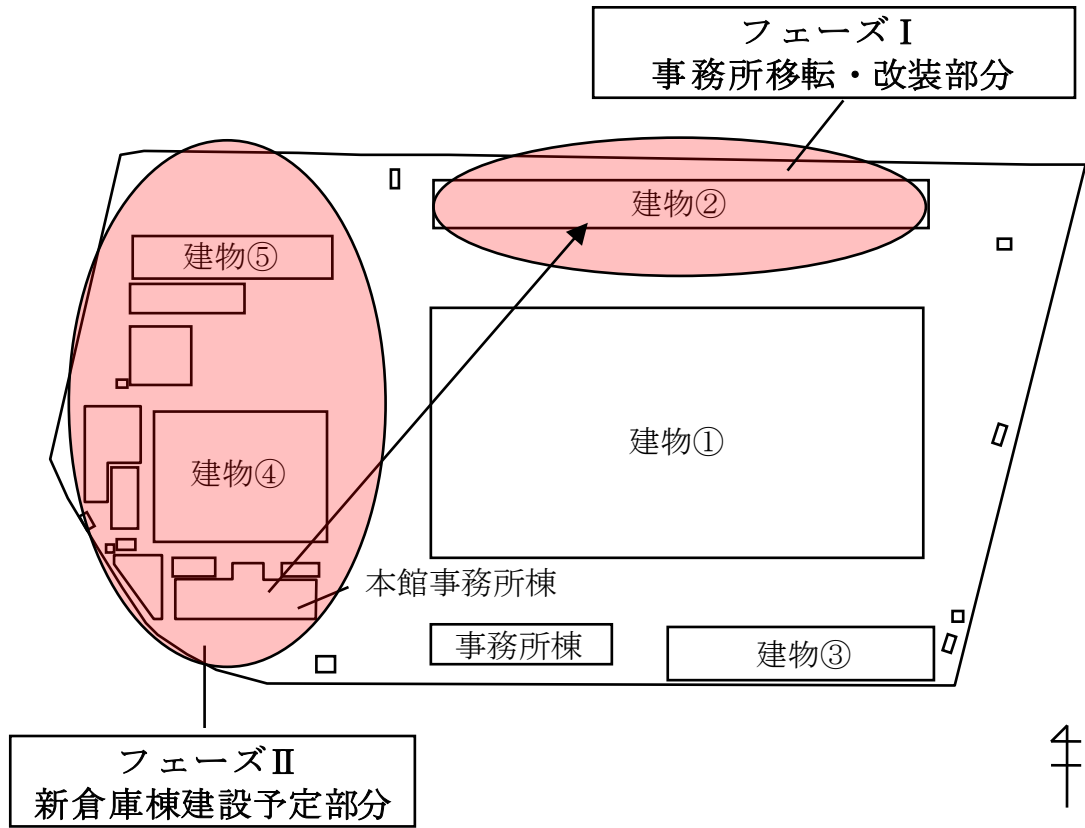 フェーズⅠ
事務所移転・改装部分
建物②
建物⑤
建物①
建物④
本館事務所棟
事務所棟
建物③
フェーズⅡ
新倉庫棟建設予定部分